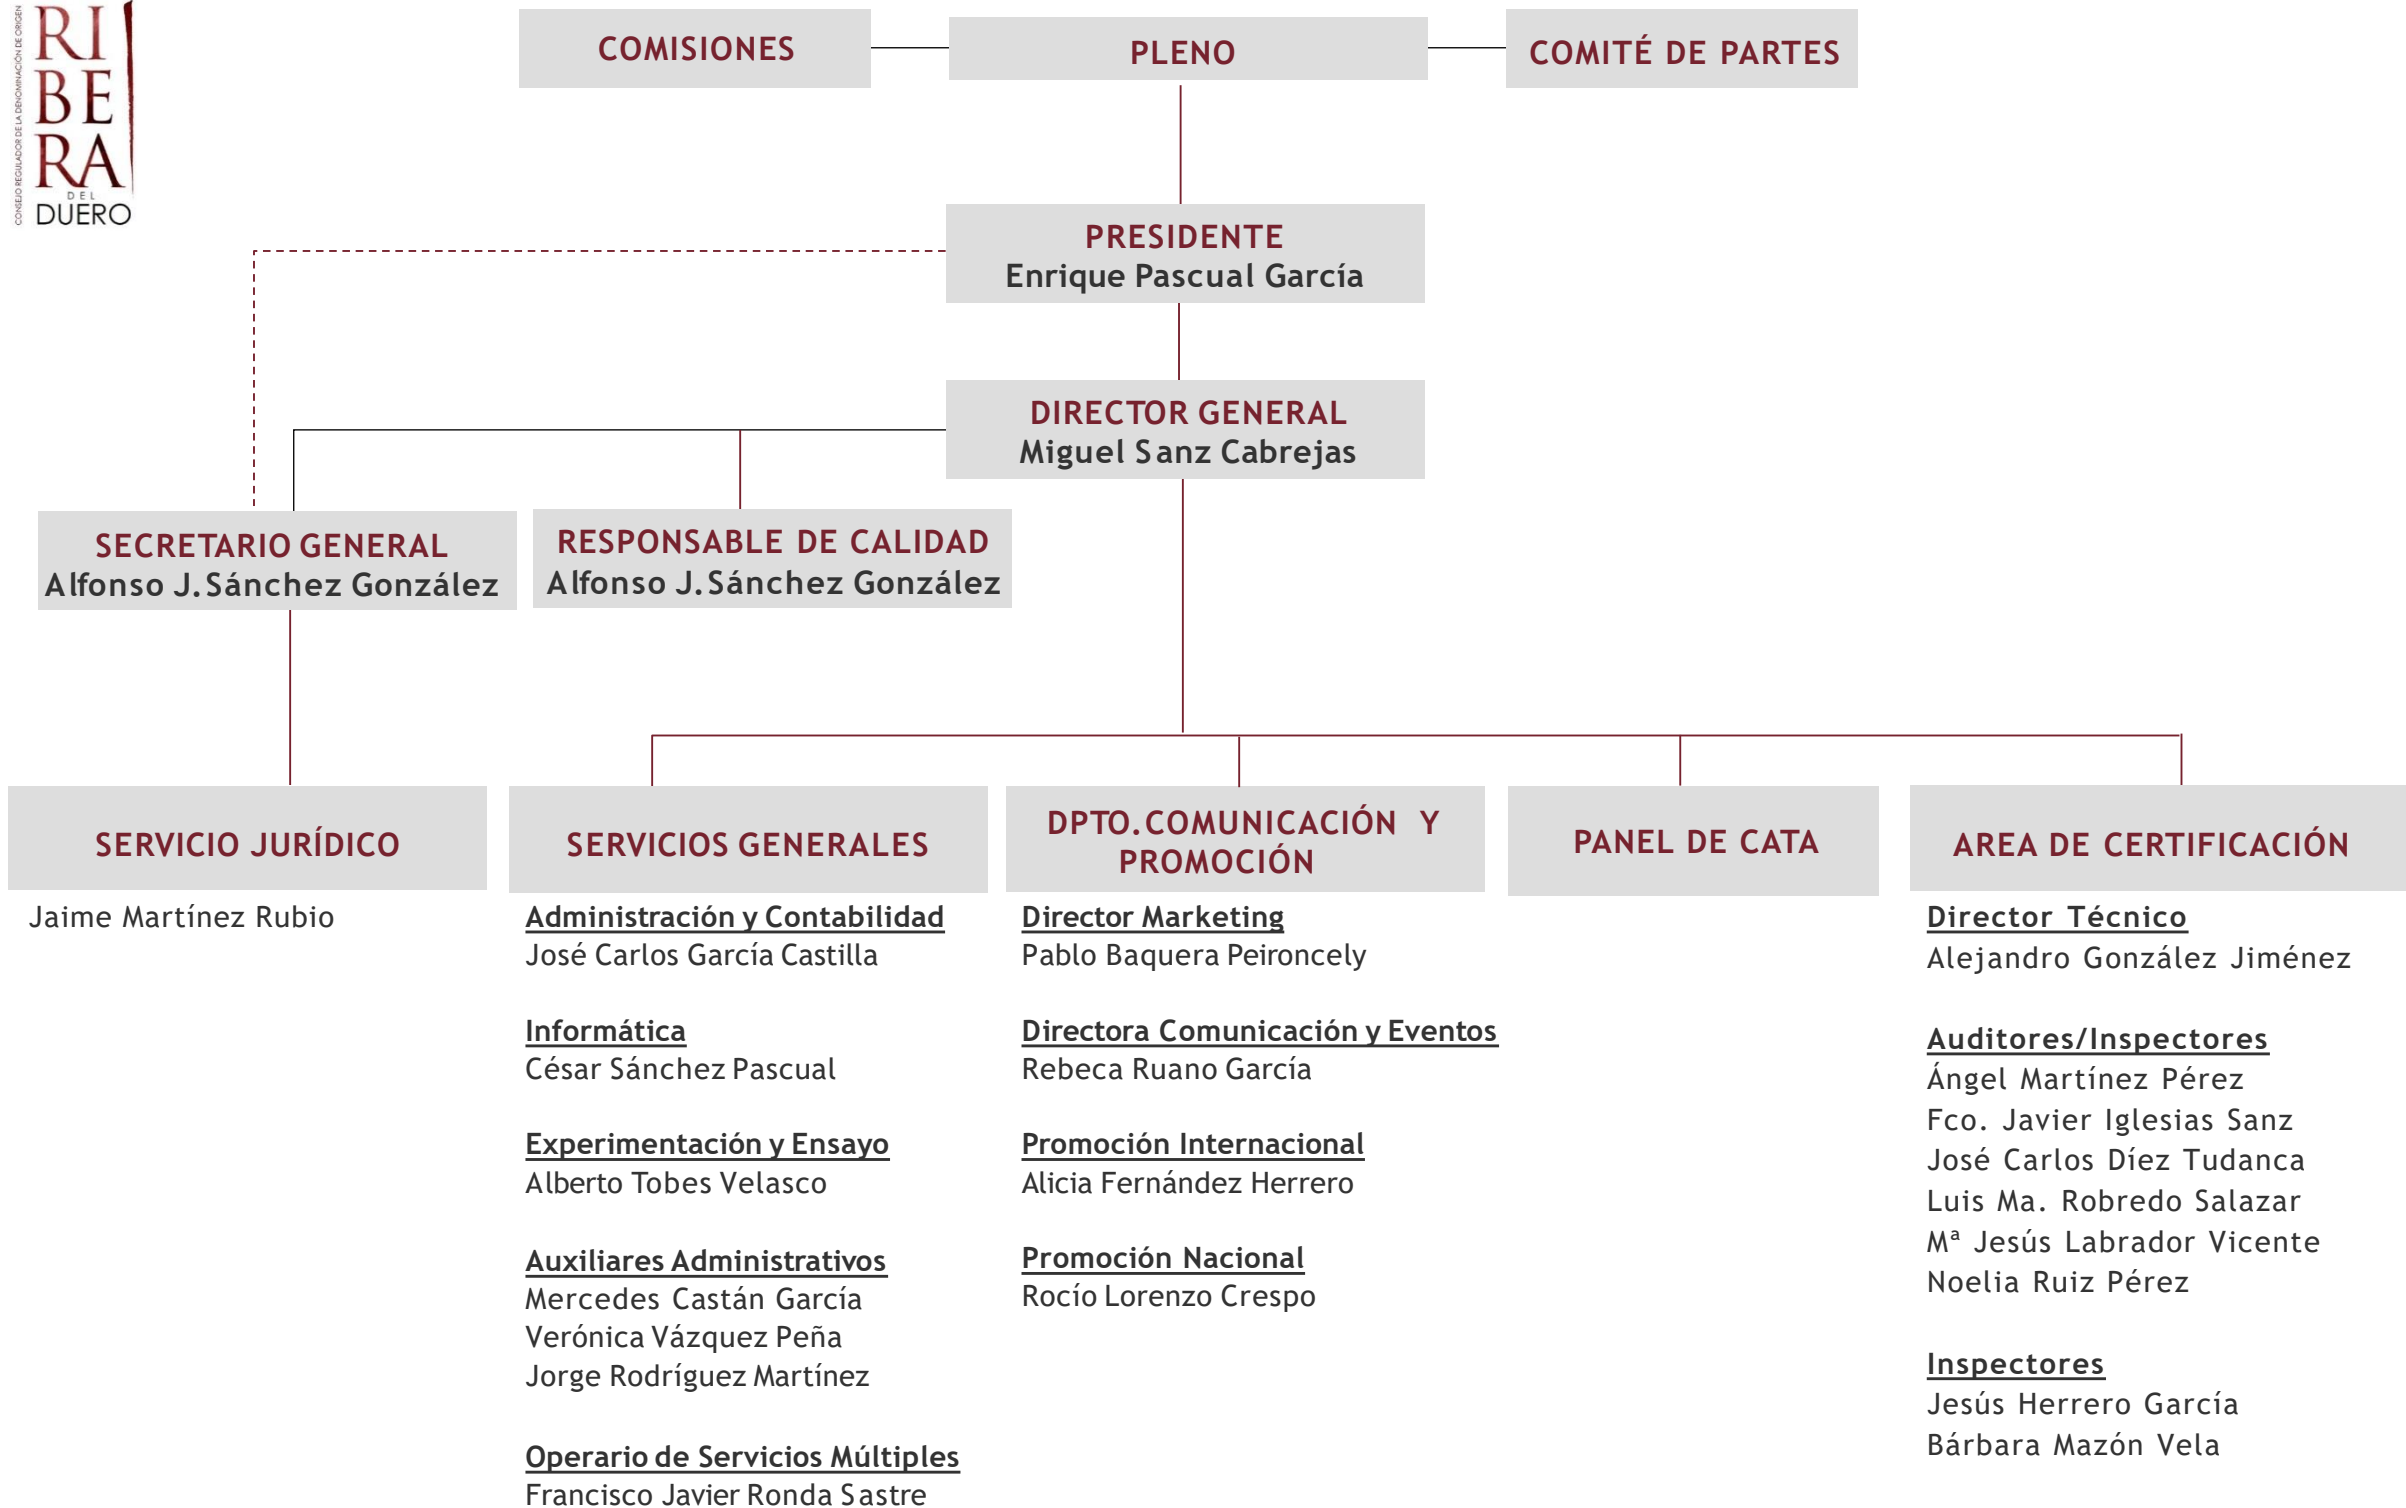 CONSEJO REGULADOR DE LA DENOMINACIÓN DE ORIGEN
RI
BE
RA
DEL
DUERO
COMISIONES
PLENO
COMITÉ DE PARTES
PRESIDENTE
Enrique Pascual García
DIRECTOR GENERAL
Miguel Sanz Cabrejas
SECRETARIO GENERAL
Alfonso J. Sánchez González
RESPONSABLE DE CALIDAD
Alfonso J. Sánchez González
SERVICIO JURÍDICO
Jaime Martínez Rubio
SERVICIOS GENERALES
Administración y Contabilidad
José Carlos García Castilla
Informática
César Sánchez Pascual
Experimentación y Ensayo
Alberto Tobes Velasco
Auxiliares Administrativos
Mercedes Castán García
Verónica Vázquez Peña
Jorge Rodríguez Martínez
Operario de Servicios Múltiples
Francisco Javier Ronda Sastre
DPTO. COMUNICACIÓN Y
PROMOCIÓN
Director Marketing
Pablo Baquera Peironcely
Directora Comunicación y Eventos
Rebeca Ruano García
Promoción Internacional
Alicia Fernández Herrero
Promoción Nacional
Rocío Lorenzo Crespo
PANEL DE CATA
AREA DE CERTIFICACIÓN
Director Técnico
Alejandro González Jiménez
Auditores/Inspectores
Ángel Martínez Pérez
Fco. Javier Iglesias Sanz
José Carlos Díez Tudanca
Luis Ma. Robredo Salazar
Mª Jesús Labrador Vicente
Noelia Ruiz Pérez
Inspectores
Jesús Herrero García
Bárbara Mazón Vela